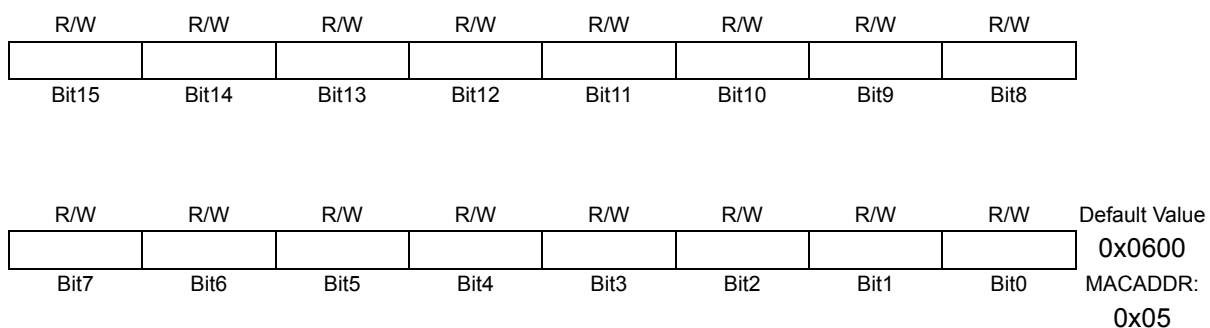 R/W R/W R/W R/W R/W R/W R/W R/W
Bit15 Bit14 Bit13 Bit12 Bit11 Bit10 Bit9 Bit8
R/W R/W R/W R/W R/W R/W R/W R/W Default Value
0x0600
Bit7 Bit6 Bit5 Bit4 Bit3 Bit2 Bit1 Bit0 MACADDR:
0x05